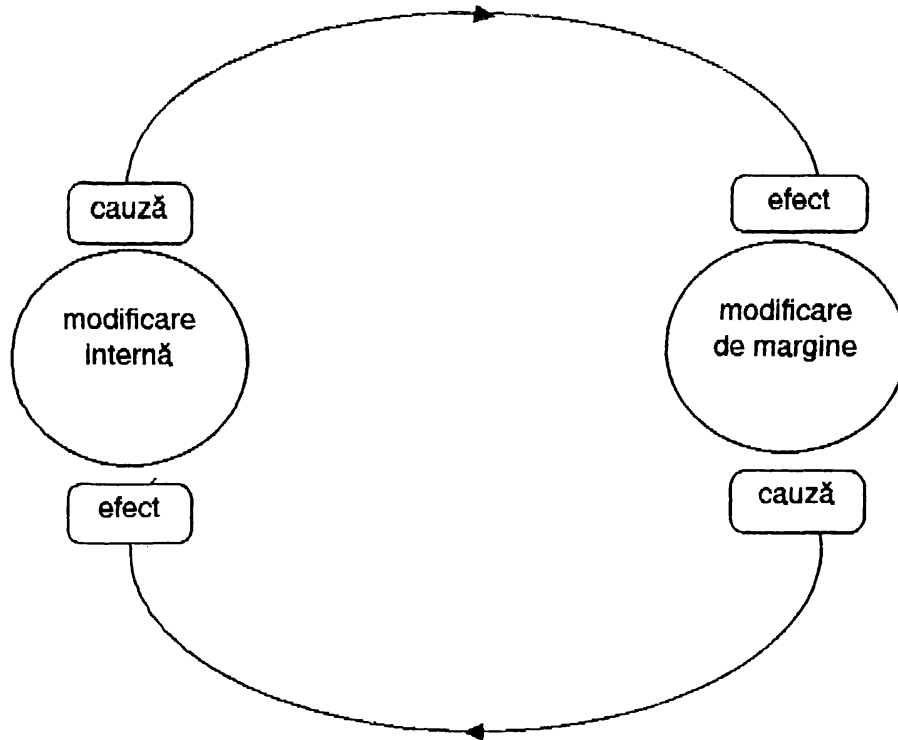 cauză
efect
modificare
internă
modificare
de margine
efect
cauză